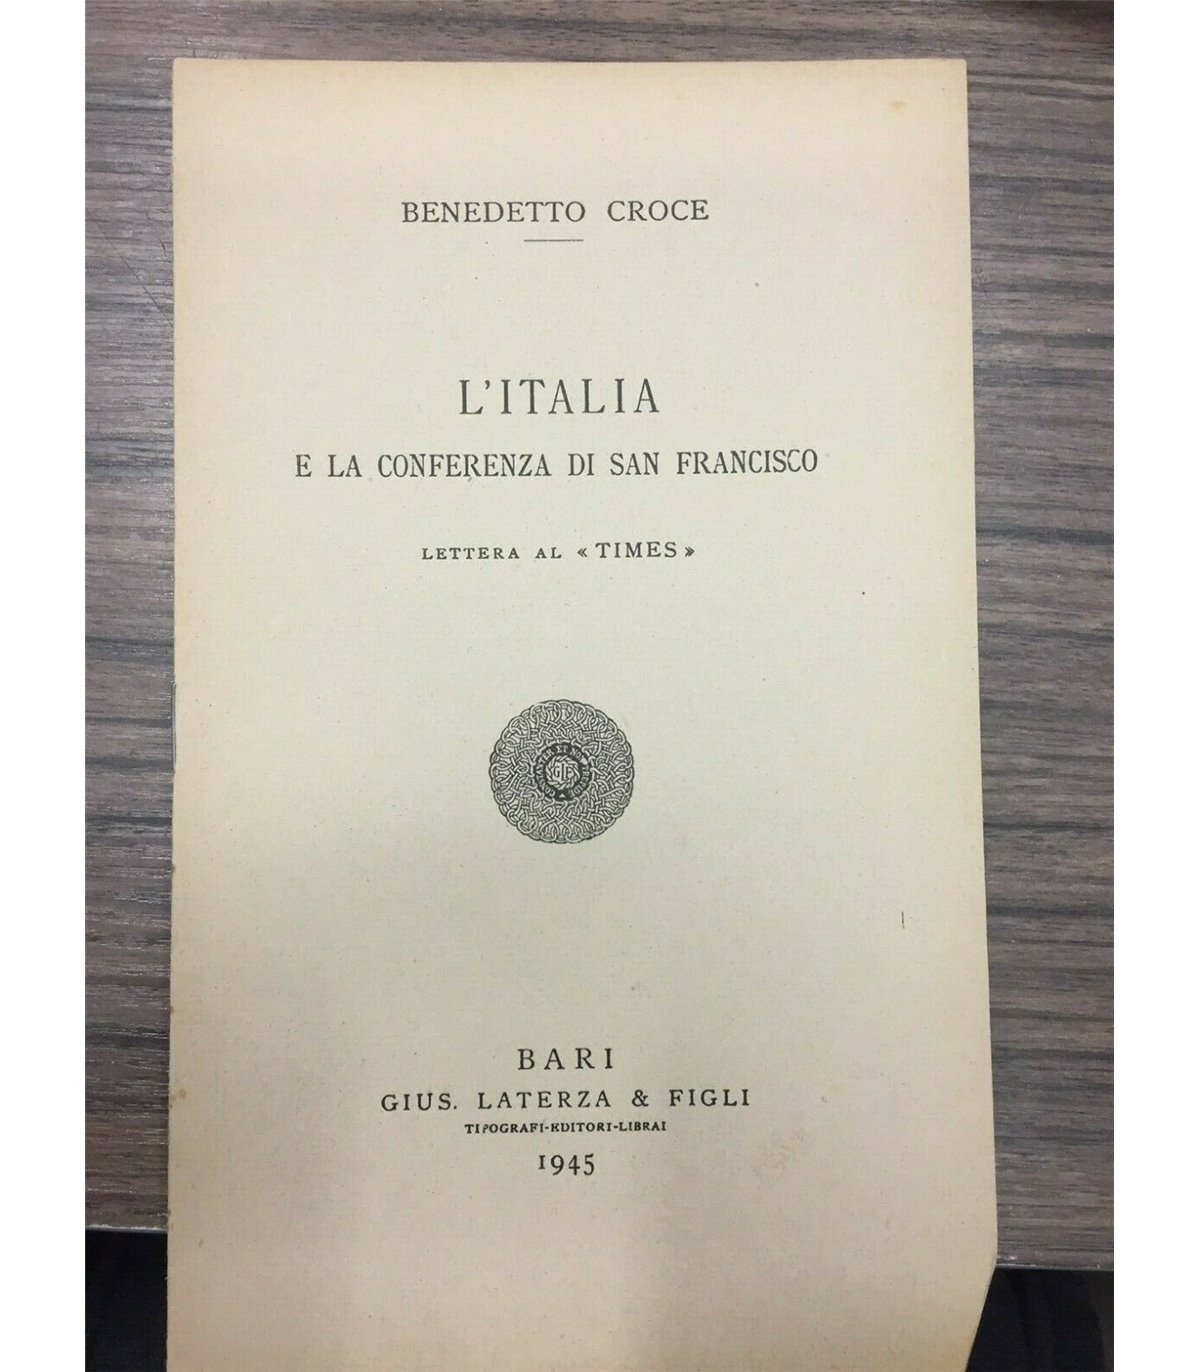 BENEDETTO CROCE
L'ITALIA
E LA CONFERENZA DI SAN FRANCISCO
LETTERA AL « TIMES »
BARI
GIUS. LATERZA & FIGLI
TIPOGRAFI-EDITORI-LIBRAI
1945